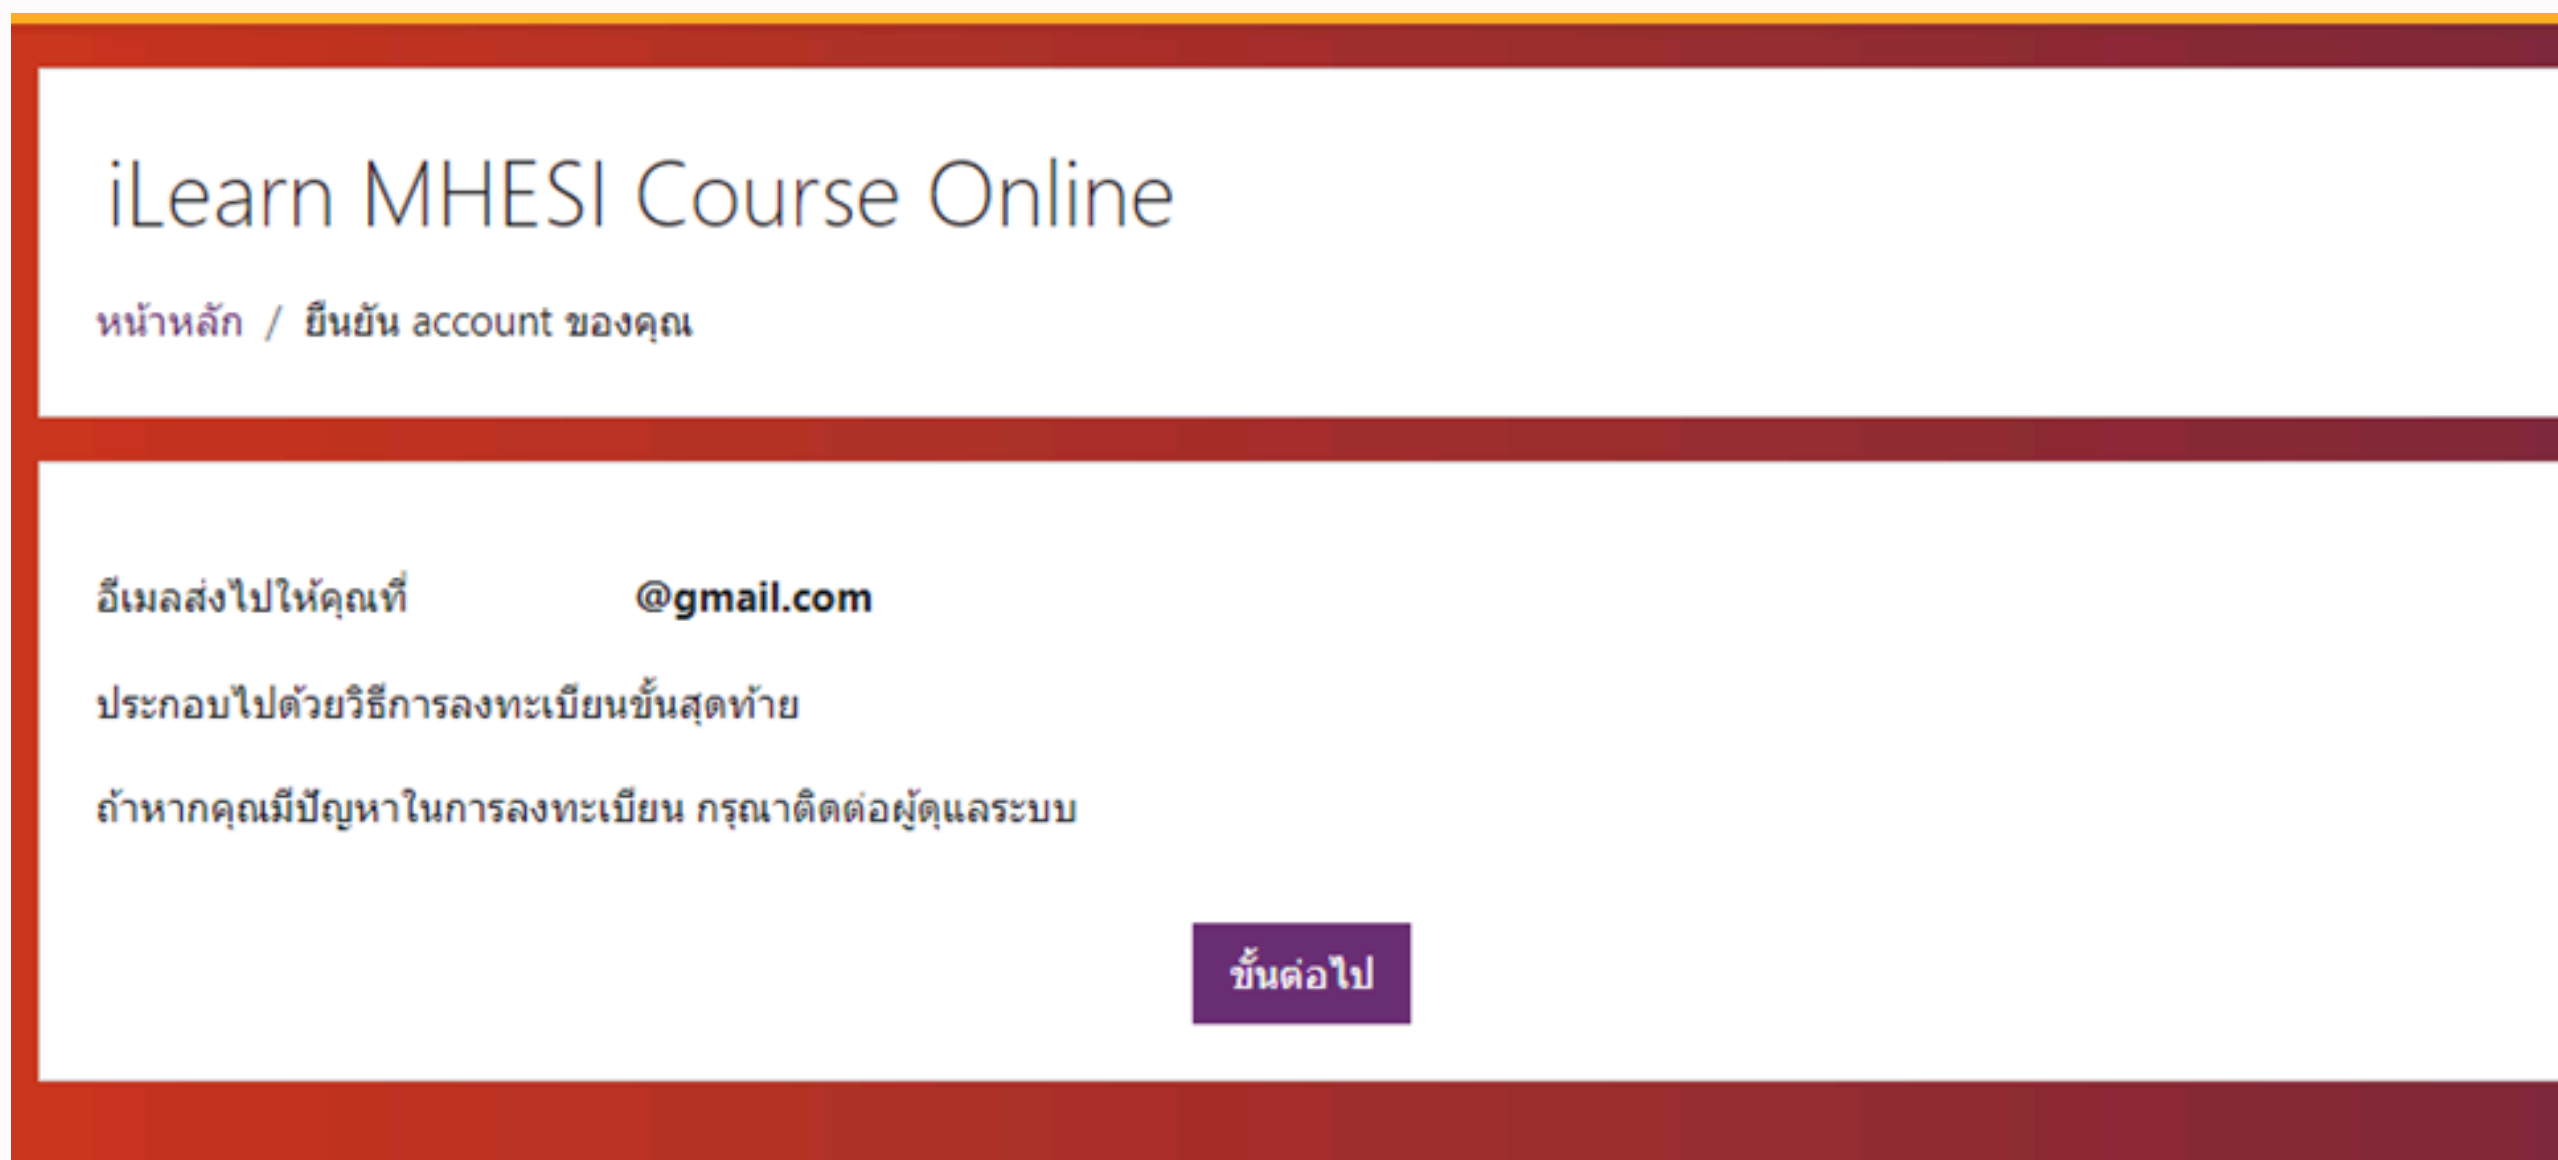 iLearn MHESI Course Online
หน้าหลัก / ยืนยัน account ของคุณ
อีเมลส่งไปให้คุณที่ @gmail.com
ประกอบไปด้วยวิธีการลงทะเบียนขั้นสุดท้าย
ถ้าหากคุณมีปัญหาในการลงทะเบียน กรุณาติดต่อผู้ดูแลระบบ
ขั้นต่อไป